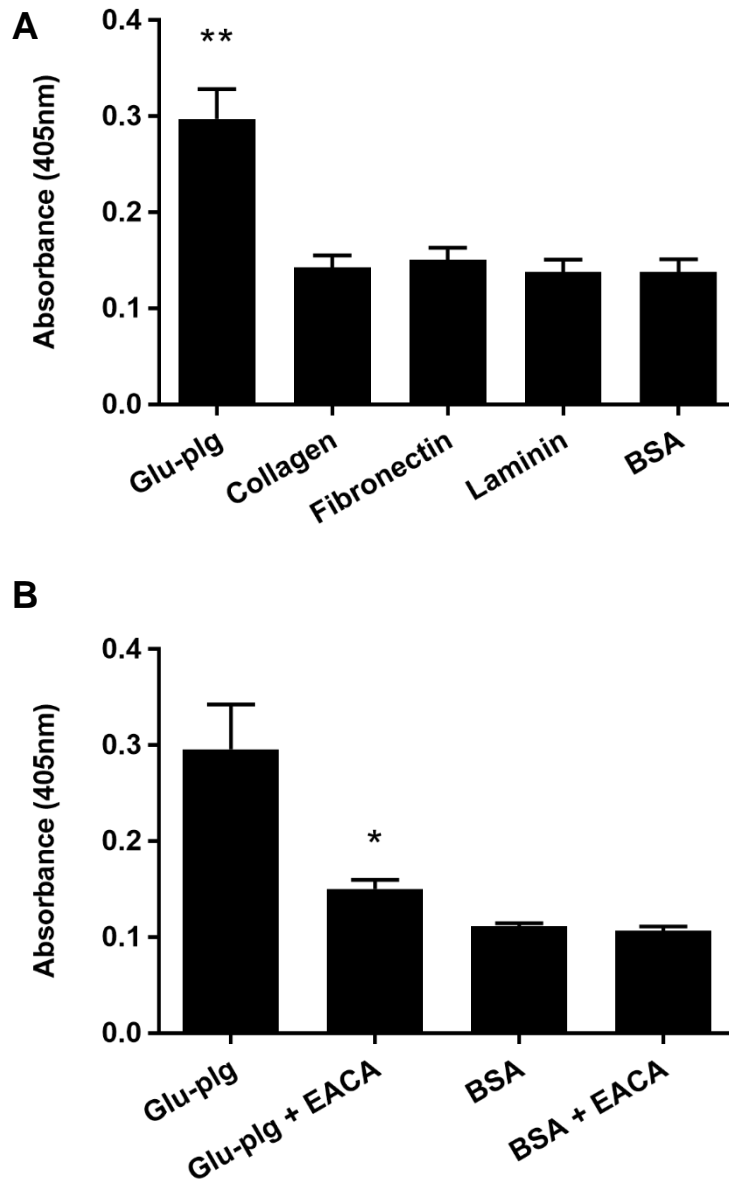 A
Absorbance (405nm)
0.4
0.3
0.2
0.1
0.0
**
Glu-plg
Collagen
Fibronectin
Laminin
BSA
B
Absorbance (405nm)
0.4
0.3
0.2
0.1
0.0
*
Glu-plg
Glu-plg + EACA
BSA
BSA + EACA